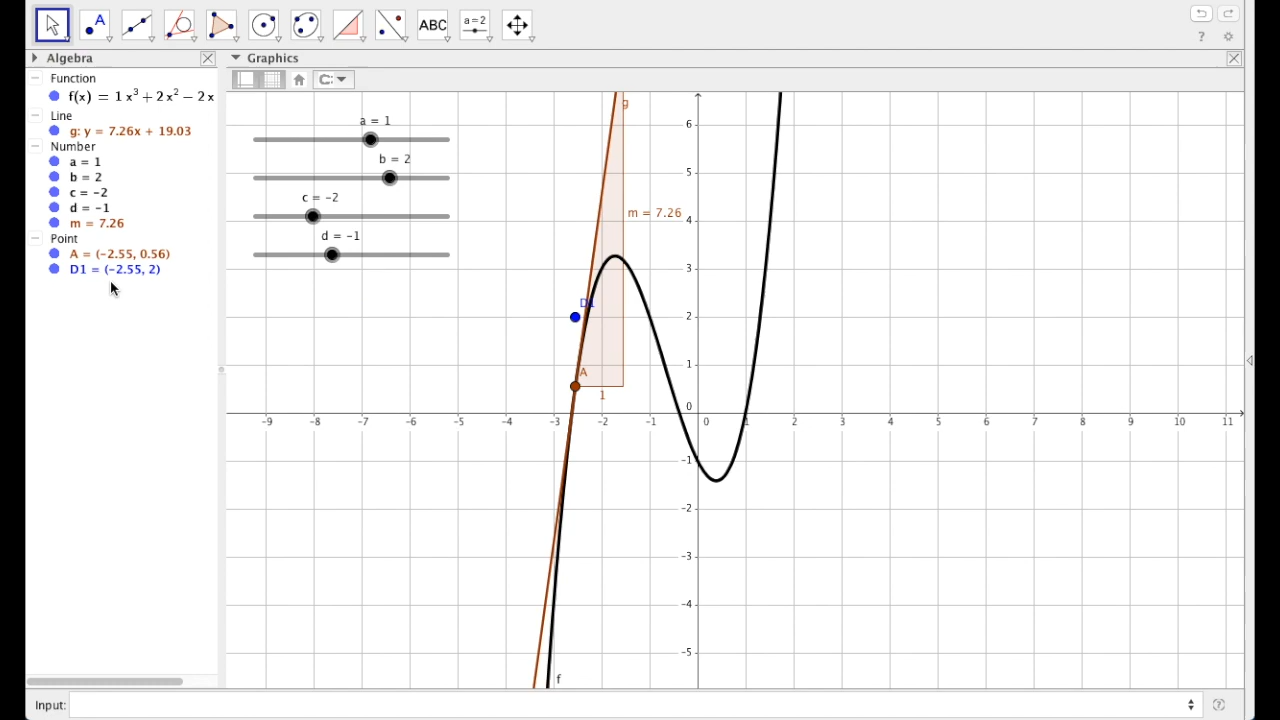 A
ABC
a=2
?
Algebra
Graphics
Function
f(x) = 1 x³ + 2 x² − 2 x
Line
g: y = 7.26x + 19.03
Number
a = 1
b = 2
c = −2
d = −1
m = 7.26
Point
A = (−2.55, 0.56)
D1 = (−2.55, 2)
a = 1
b = 2
c = −2
d = −1
g
m = 7.26
D1
A
1
f
6
5
4
3
2
1
0
−1
−2
−3
−4
−5
−9 −8 −7 −6 −5 −4 −3 −2 −1 0 1 2 3 4 5 6 7 8 9 10 11
Input:
?